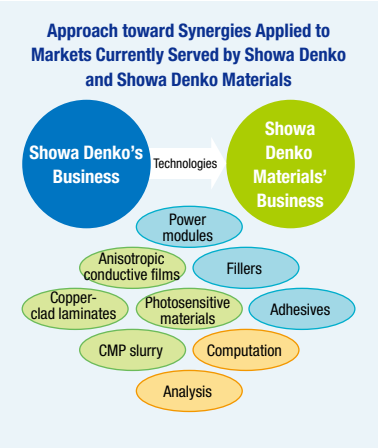 Approach toward Synergies Applied to
Markets Currently Served by Showa Denko
and Showa Denko Materials
Showa Denko's
Business
Technologies
Showa
Denko
Materials'
Business
Power
modules
Anisotropic
conductive films
Fillers
Copper-
clad laminates
Photosensitive
materials
Adhesives
CMP slurry
Computation
Analysis